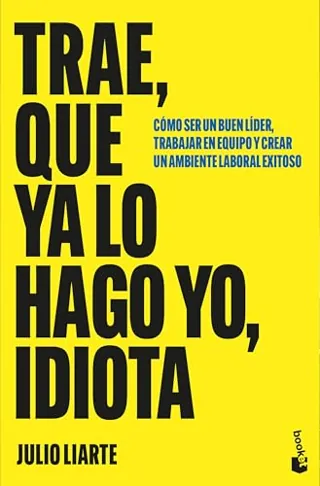 TRAE,
QUE
YA LO
HAGO YO,
IDIOTA
CÓMO SER UN BUEN LÍDER,
TRABAJAR EN EQUIPO Y CREAR
UN AMBIENTE LABORAL EXITOSO
JULIO LIARTE
booket